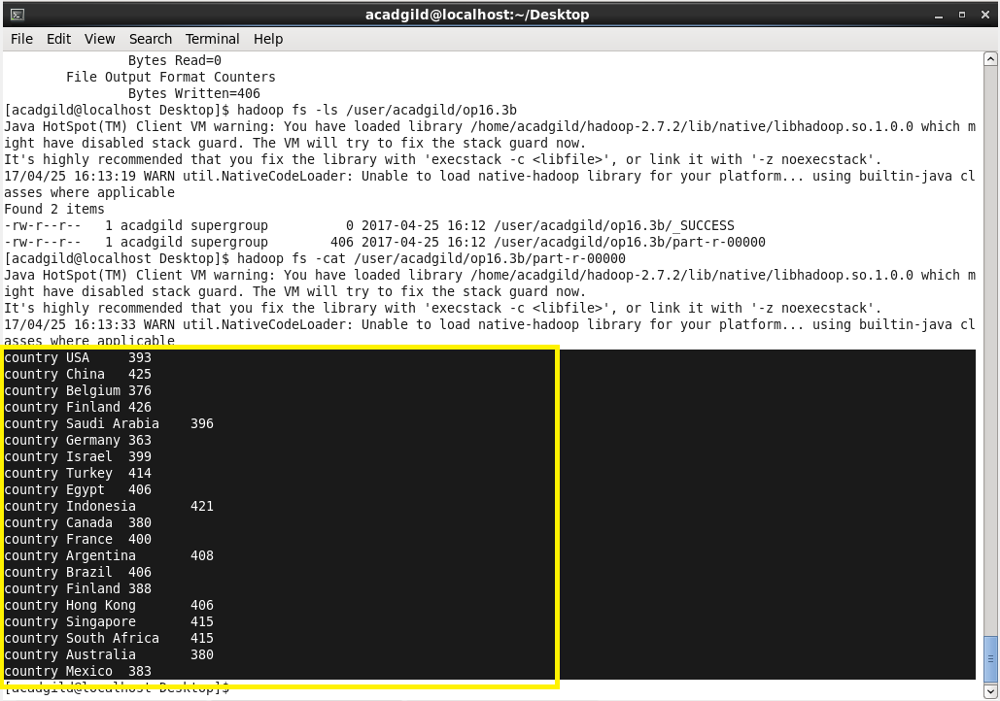 acadgild@localhost:~/Desktop
File Edit View Search Terminal Help
Bytes Read=0
File Output Format Counters
Bytes Written=406
[acadgild@localhost Desktop]$ hadoop fs -ls /user/acadgild/op16.3b
Java HotSpot(TM) Client VM warning: You have loaded library /home/acadgild/hadoop-2.7.2/lib/native/libhadoop.so.1.0.0 which m
ight have disabled stack guard. The VM will try to fix the stack guard now.
It's highly recommended that you fix the library with 'execstack -c <libfile>', or link it with '-z noexecstack'.
17/04/25 16:13:19 WARN util.NativeCodeLoader: Unable to load native-hadoop library for your platform... using builtin-java cl
asses where applicable
Found 2 items
-rw-r--r--   1 acadgild supergroup          0 2017-04-25 16:12 /user/acadgild/op16.3b/_SUCCESS
-rw-r--r--   1 acadgild supergroup        406 2017-04-25 16:12 /user/acadgild/op16.3b/part-r-00000
[acadgild@localhost Desktop]$ hadoop fs -cat /user/acadgild/op16.3b/part-r-00000
Java HotSpot(TM) Client VM warning: You have loaded library /home/acadgild/hadoop-2.7.2/lib/native/libhadoop.so.1.0.0 which m
ight have disabled stack guard. The VM will try to fix the stack guard now.
It's highly recommended that you fix the library with 'execstack -c <libfile>', or link it with '-z noexecstack'.
17/04/25 16:13:33 WARN util.NativeCodeLoader: Unable to load native-hadoop library for your platform... using builtin-java cl
asses where applicable
country USA     393
country China   425
country Belgium 376
country Finland 426
country Saudi Arabia    396
country Germany 363
country Israel  399
country Turkey  414
country Egypt   406
country Indonesia       421
country Canada  380
country France  400
country Argentina       408
country Brazil  406
country Finland 388
country Hong Kong       406
country Singapore       415
country South Africa    415
country Australia       380
country Mexico  383
[acadgild@localhost Desktop]$